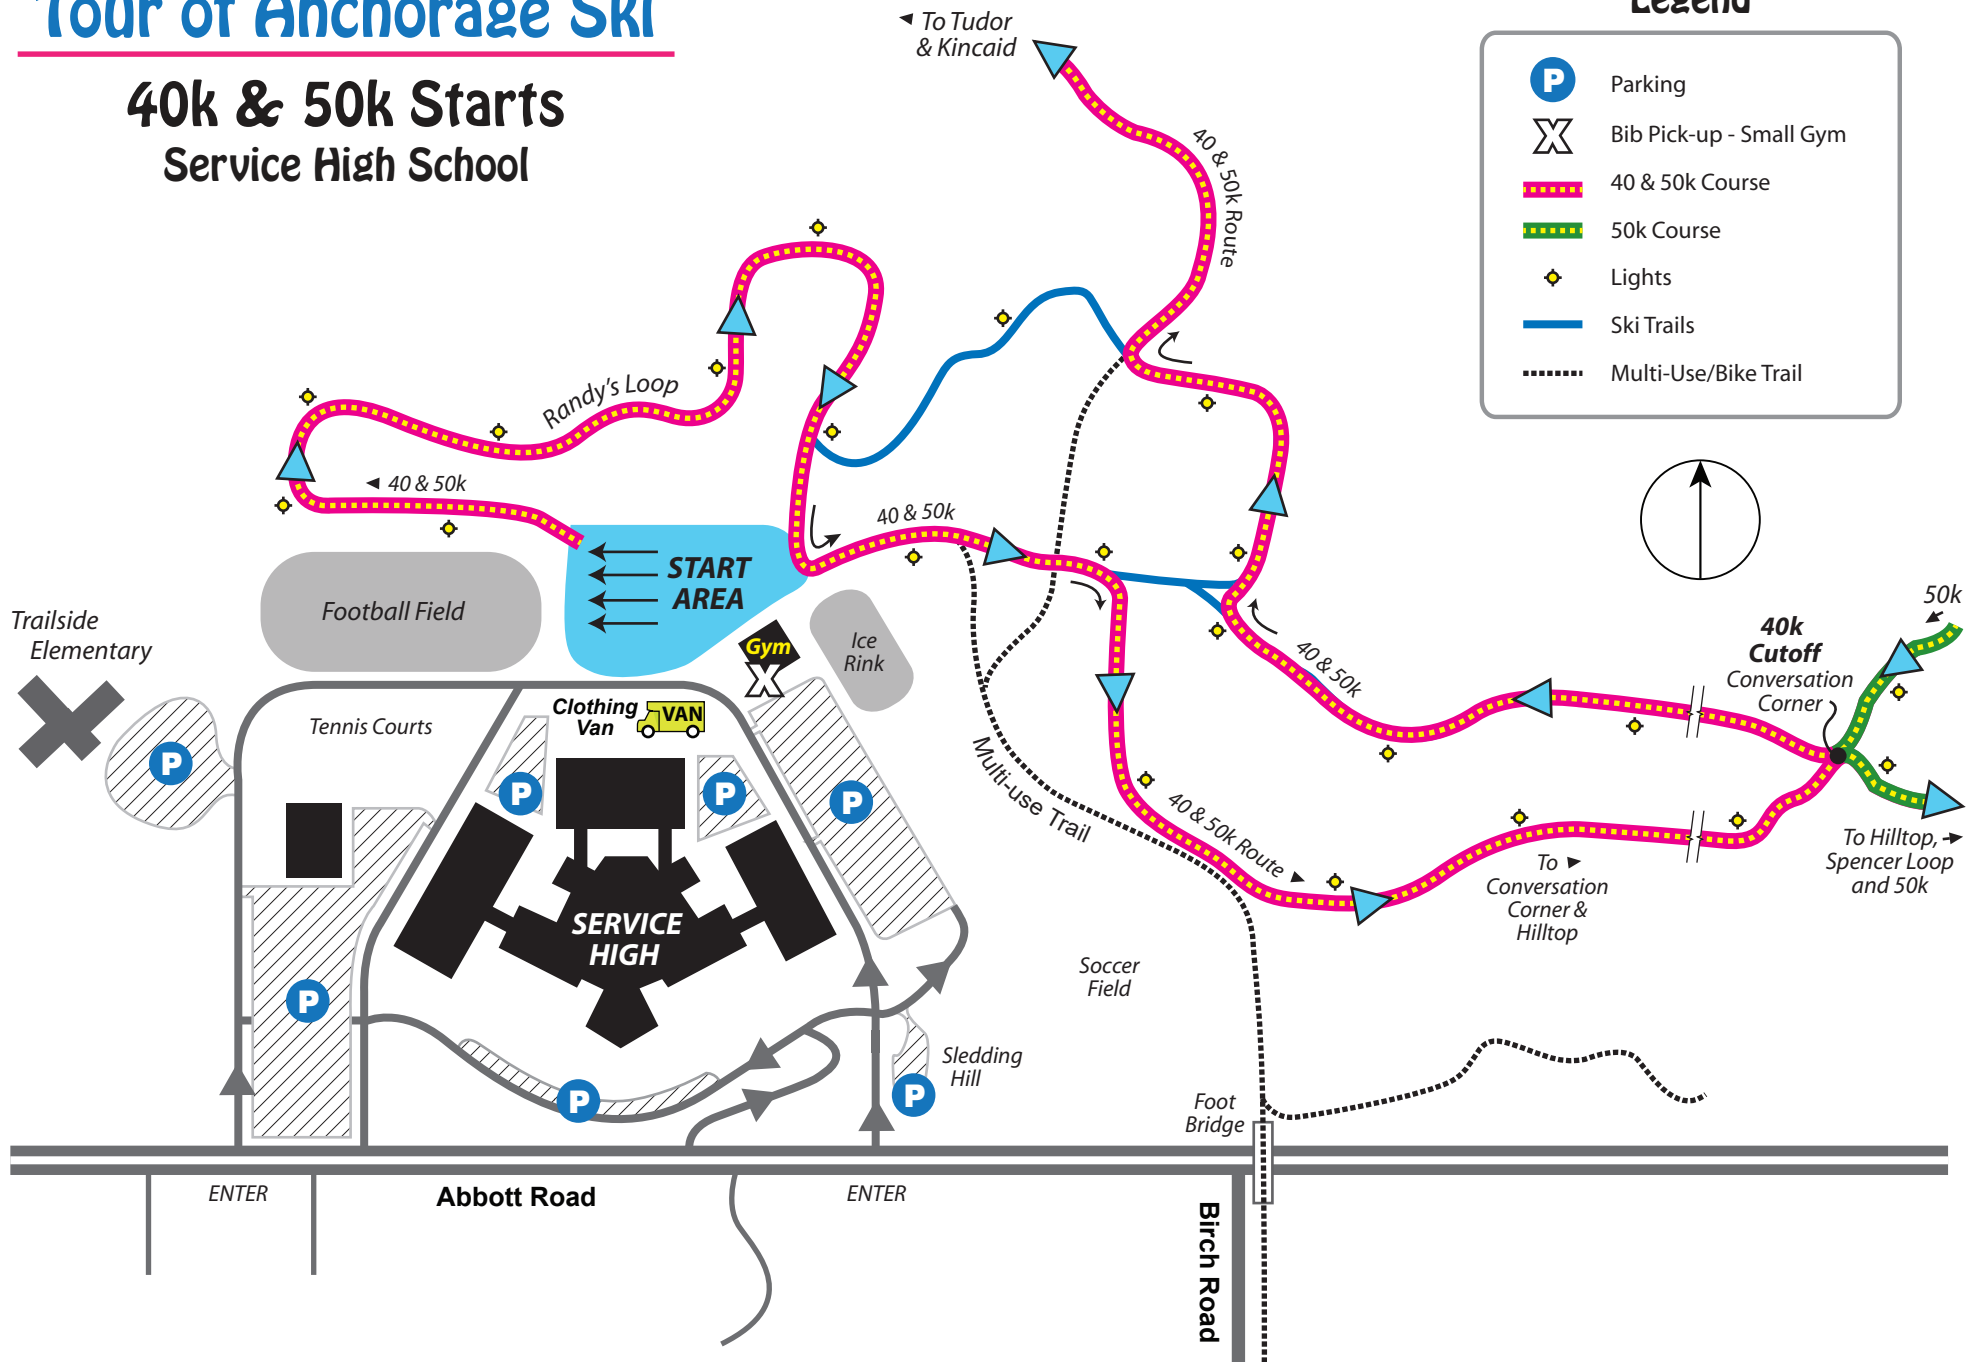 Tour of Anchorage Ski
40k & 50k Starts
Service High School
To Tudor
& Kincaid
Legend
P
Parking
X
Bib Pick-up - Small Gym
40 & 50k Course
50k Course
Lights
Ski Trails
Multi-Use/Bike Trail
40 & 50k Route
Randy's Loop
40 & 50k
40 & 50k
START
AREA
Football Field
Trailside
Elementary
Gym
X
Ice
Rink
40 & 50k
50k
40k
Cutoff
Conversation
Corner
Clothing
Van
VAN
Tennis Courts
P
P
P
P
Multi-use Trail
40 & 50k Route
To
Conversation
Corner &
Hilltop
To Hilltop,
Spencer Loop
and 50k
SERVICE
HIGH
Soccer
Field
P
Sledding
Hill
P
P
Foot
Bridge
ENTER
Abbott Road
ENTER
Birch Road